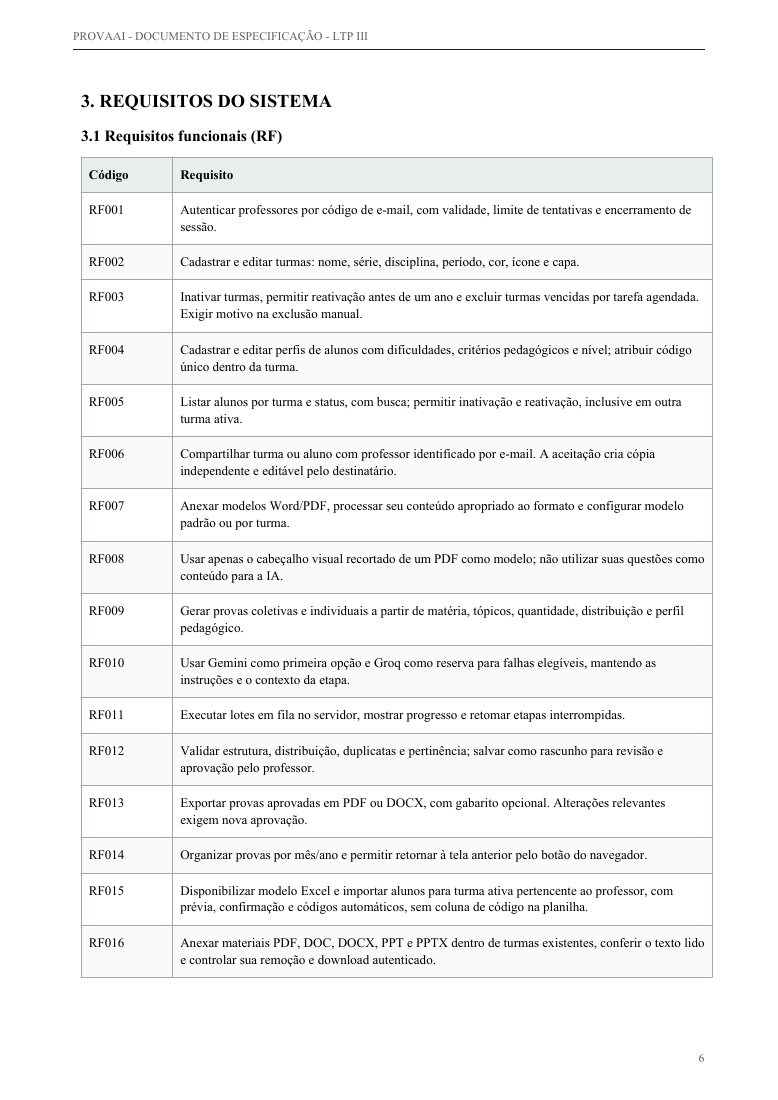 PROVAAI - DOCUMENTO DE ESPECIFICAÇÃO - LTP III
3. REQUISITOS DO SISTEMA
3.1 Requisitos funcionais (RF)
Código Requisito
RF001 Autenticar professores por código de e-mail, com validade, limite de tentativas e encerramento de
sessão.
RF002 Cadastrar e editar turmas: nome, série, disciplina, período, cor, ícone e capa.
RF003 Inativar turmas, permitir reativação antes de um ano e excluir turmas vencidas por tarefa agendada.
Exigir motivo na exclusão manual.
RF004 Cadastrar e editar perfis de alunos com dificuldades, critérios pedagógicos e nível; atribuir código
único dentro da turma.
RF005 Listar alunos por turma e status, com busca; permitir inativação e reativação, inclusive em outra
turma ativa.
RF006 Compartilhar turma ou aluno com professor identificado por e-mail. A aceitação cria cópia
independente e editável pelo destinatário.
RF007 Anexar modelos Word/PDF, processar seu conteúdo apropriado ao formato e configurar modelo
padrão ou por turma.
RF008 Usar apenas o cabeçalho visual recortado de um PDF como modelo; não utilizar suas questões como
conteúdo para a IA.
RF009 Gerar provas coletivas e individuais a partir de matéria, tópicos, quantidade, distribuição e perfil
pedagógico.
RF010 Usar Gemini como primeira opção e Groq como reserva para falhas elegíveis, mantendo as
instruções e o contexto da etapa.
RF011 Executar lotes em fila no servidor, mostrar progresso e retomar etapas interrompidas.
RF012 Validar estrutura, distribuição, duplicatas e pertinência; salvar como rascunho para revisão e
aprovação pelo professor.
RF013 Exportar provas aprovadas em PDF ou DOCX, com gabarito opcional. Alterações relevantes
exigem nova aprovação.
RF014 Organizar provas por mês/ano e permitir retornar à tela anterior pelo botão do navegador.
RF015 Disponibilizar modelo Excel e importar alunos para turma ativa pertencente ao professor, com
prévia, confirmação e códigos automáticos, sem coluna de código na planilha.
RF016 Anexar materiais PDF, DOC, DOCX, PPT e PPTX dentro de turmas existentes, conferir o texto lido
e controlar sua remoção e download autenticado.
6